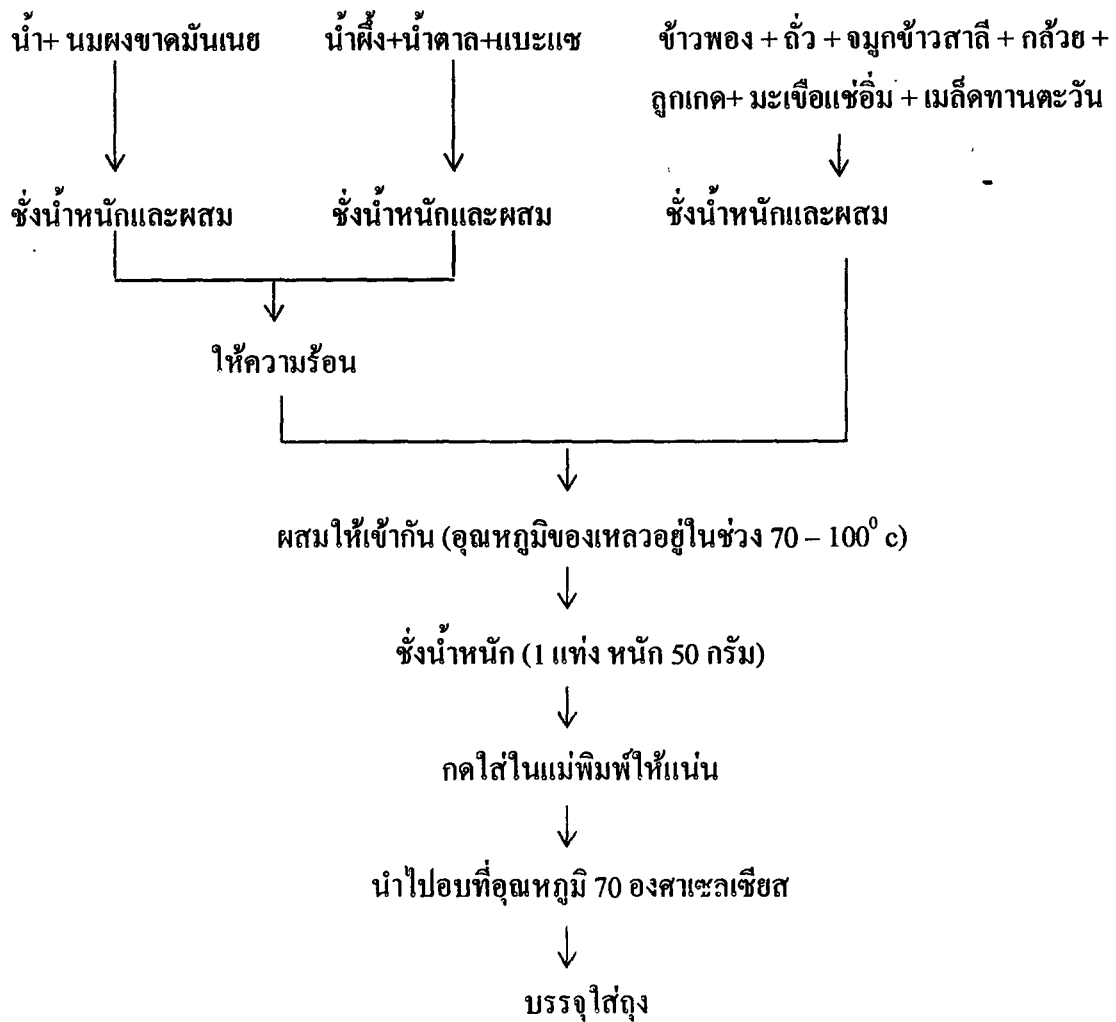 น้ำ+ นมผงขาดมันเนย
น้ำผึ้ง+น้ำตาล+แบะแซ
ข้าวพอง + ถั่ว + จมูกข้าวสาลี + กล้วย +
ลูกเกด+ มะเขือแช่อิ่ม + เมล็ดทานตะวัน
ชั่งน้ำหนักและผสม
ชั่งน้ำหนักและผสม
ชั่งน้ำหนักและผสม
ให้ความร้อน
ผสมให้เข้ากัน (อุณหภูมิของเหลวอยู่ในช่วง 70 – 100⁰ c)
ชั่งน้ำหนัก (1 แท่ง หนัก 50 กรัม)
กดใส่ในแม่พิมพ์ให้แน่น
นำไปอบที่อุณหภูมิ 70 องศาเซลเซียส
บรรจุใส่ถุง